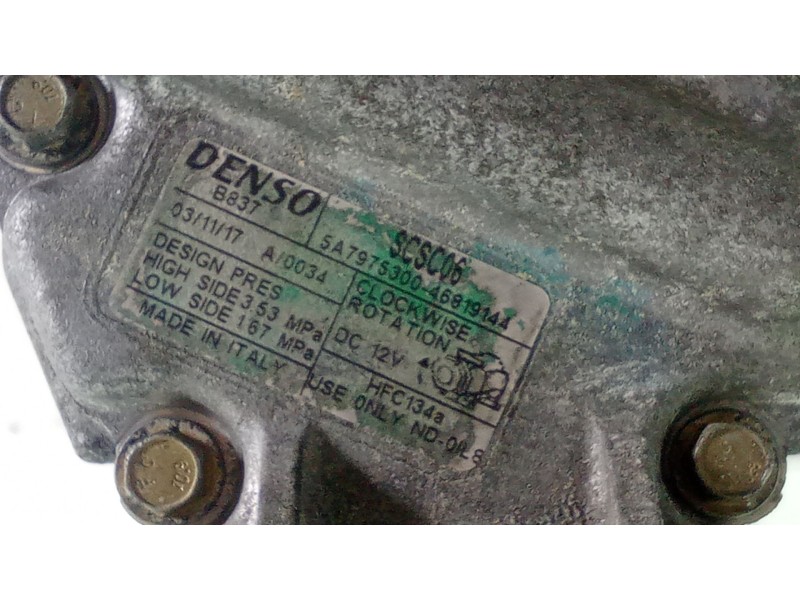 DENSO
SCSC06
B837
5A7975300-46819144
03/11/17 A/0034
CLOCKWISE
ROTATION
DESIGN PRES
HIGH SIDE 3 53 MPa
LOW SIDE 1 67 MPa
DC 12V
HFC134a
MADE IN ITALY
USE ONLY ND-OIL8